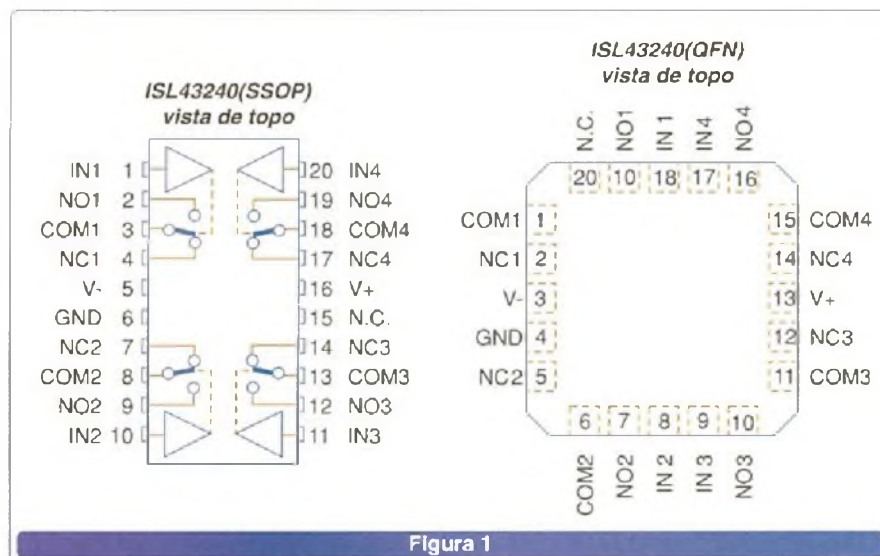 ISL43240(SSOP)
vista de topo
IN1 1 20 IN4
NO1 2 19 NO4
COM1 3 18 COM4
NC1 4 17 NC4
V- 5 16 V+
GND 6 15 N.C.
NC2 7 14 NC3
COM2 8 13 COM3
NO2 9 12 NO3
IN2 10 11 IN3
ISL43240(QFN)
vista de topo
N.C. NO1 IN1 IN4 NO4
20 10 18 17 16
COM1 1 15 COM4
NC1 2 14 NC4
V- 3 13 V+
GND 4 12 NC3
NC2 5 11 COM3
6 7 8 9 10
COM2 NO2 IN2 IN3 NO3
Figura 1